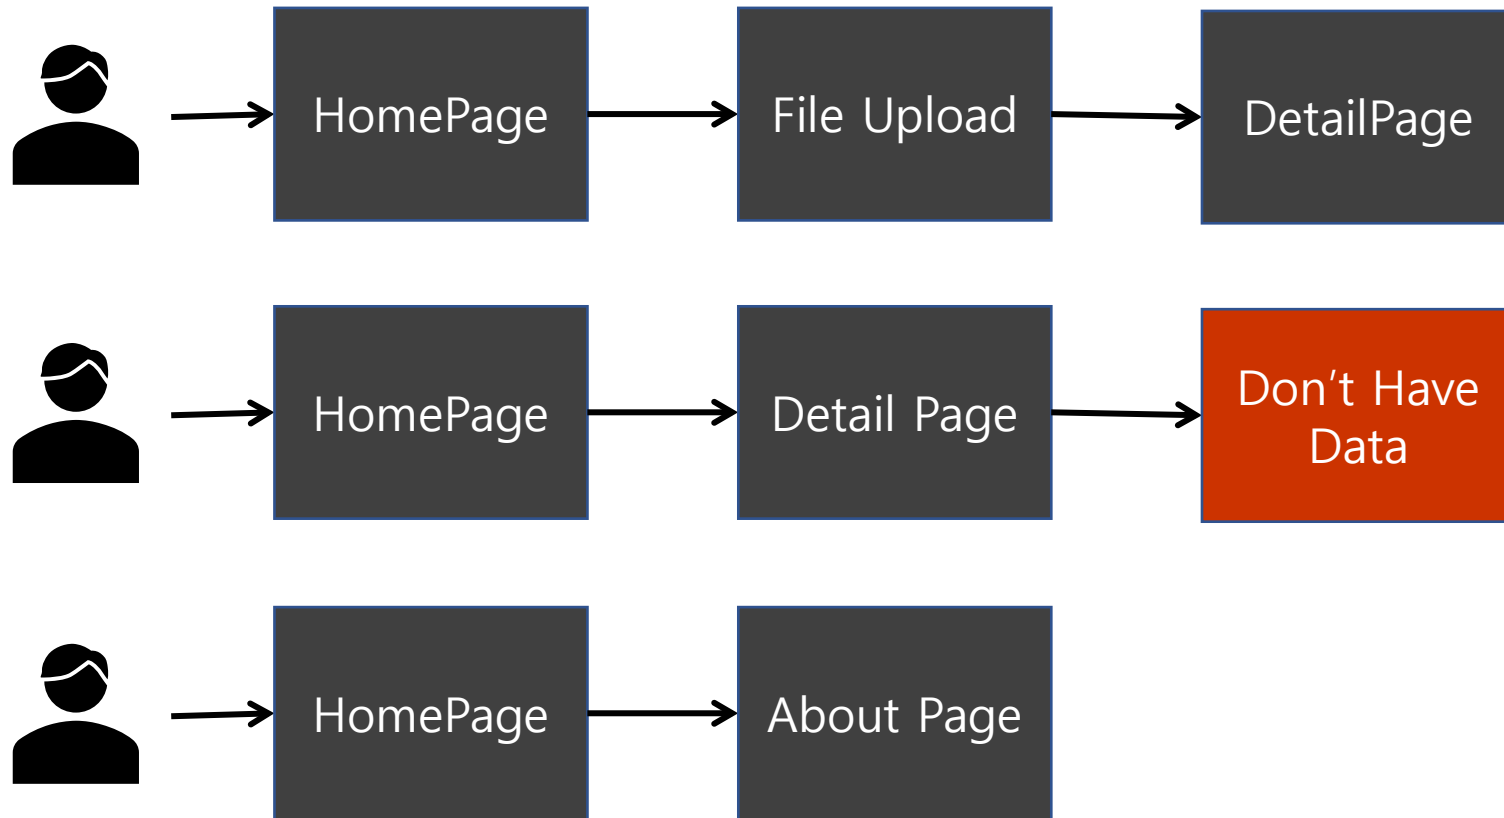 HomePage
File Upload
DetailPage
HomePage
Detail Page
Don't Have
Data
HomePage
About Page